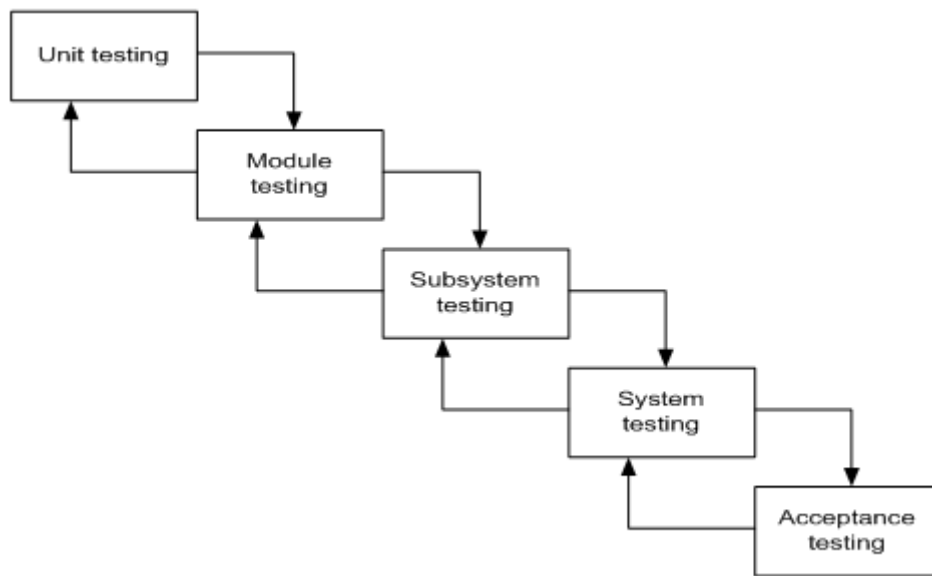 Unit testing
Module
testing
Subsystem
testing
System
testing
Acceptance
testing